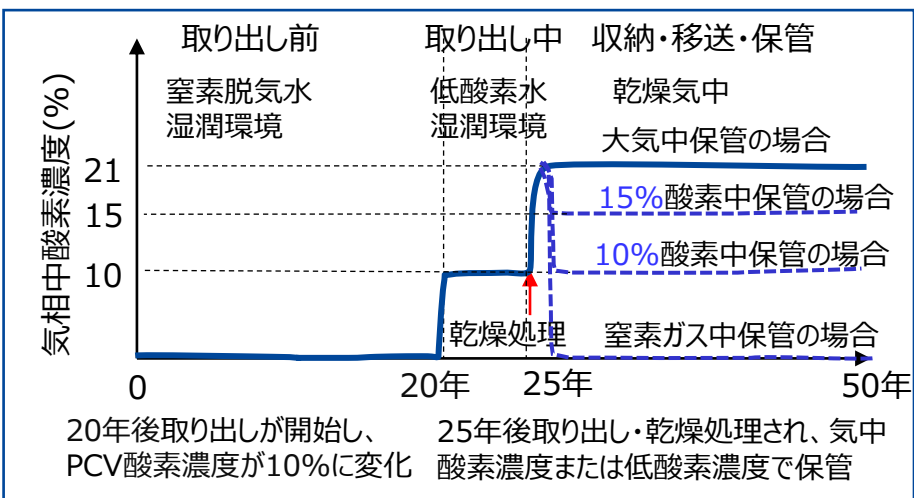 取り出し前
取り出し中
収納・移送・保管
窒素脱気水
湿潤環境
低酸素水
湿潤環境
乾燥気中
大気中保管の場合
気相中酸素濃度(%)
21
15
10
15%酸素中保管の場合
10%酸素中保管の場合
乾燥処理
窒素ガス中保管の場合
0
20年
25年
50年
20年後取り出しが開始し、
PCV酸素濃度が10%に変化
25年後取り出し・乾燥処理され、気中
酸素濃度または低酸素濃度で保管